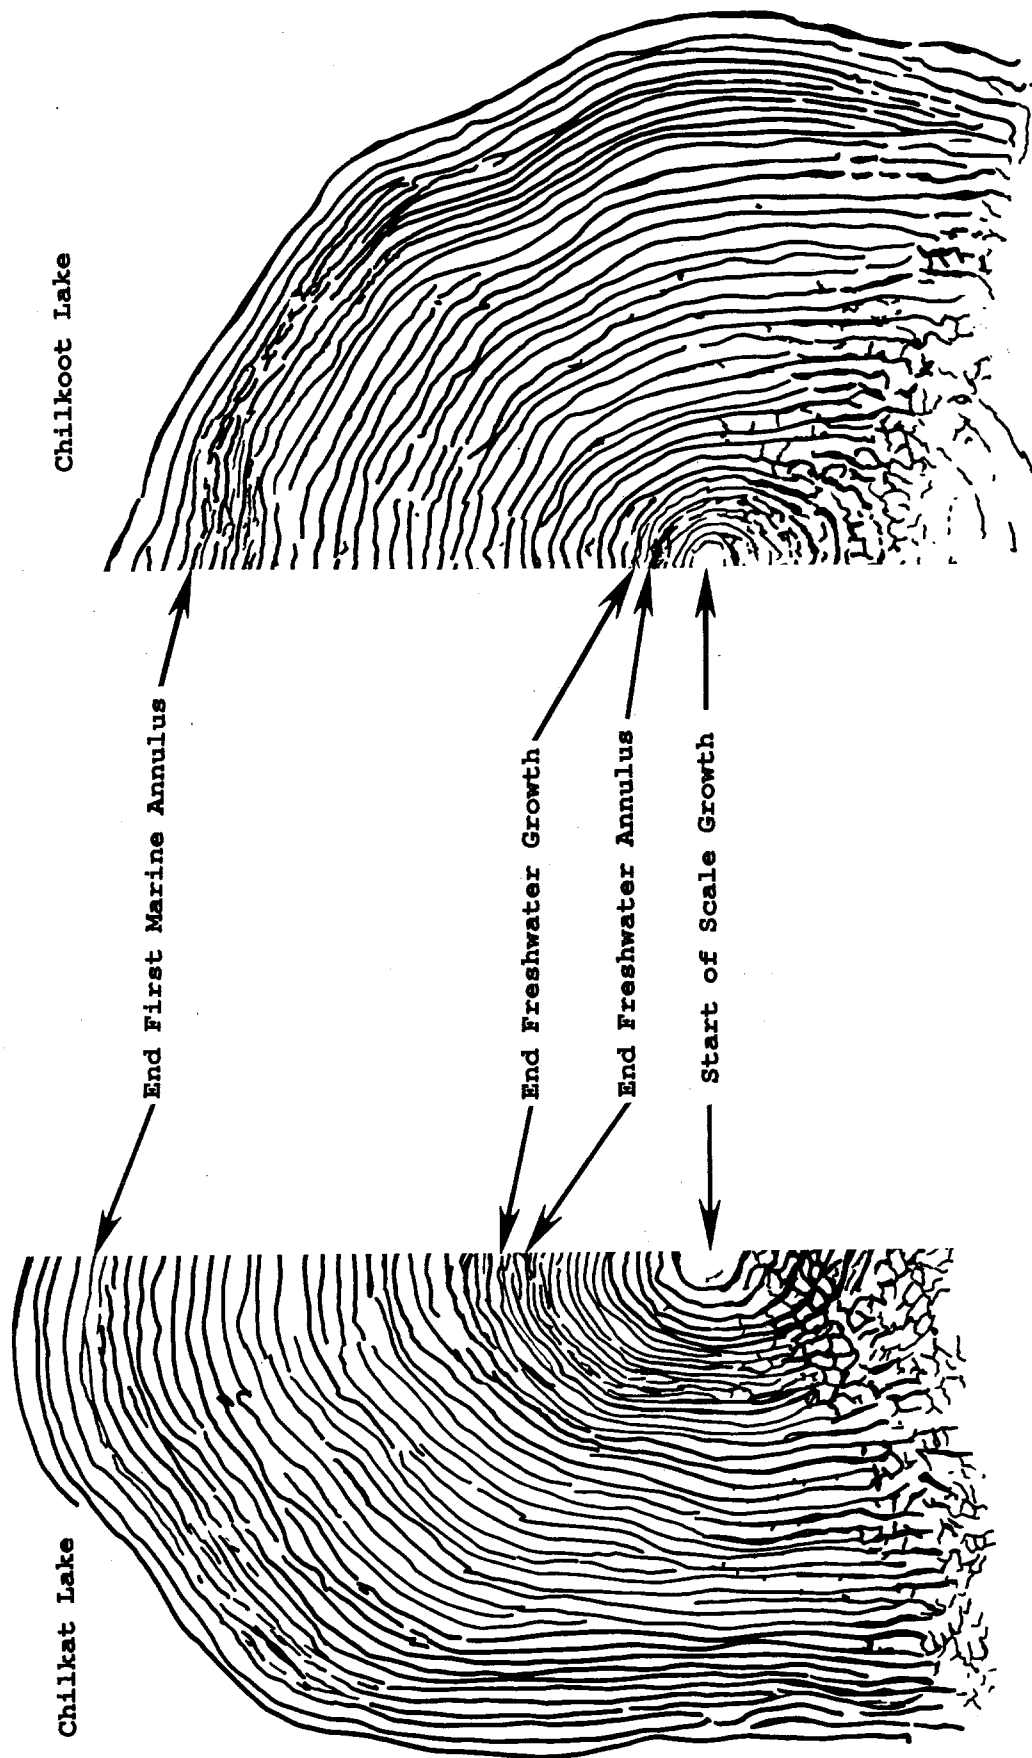 Chilkat Lake
Chilkoot Lake
End First Marine Annulus
End Freshwater Growth
End Freshwater Annulus
Start of Scale Growth